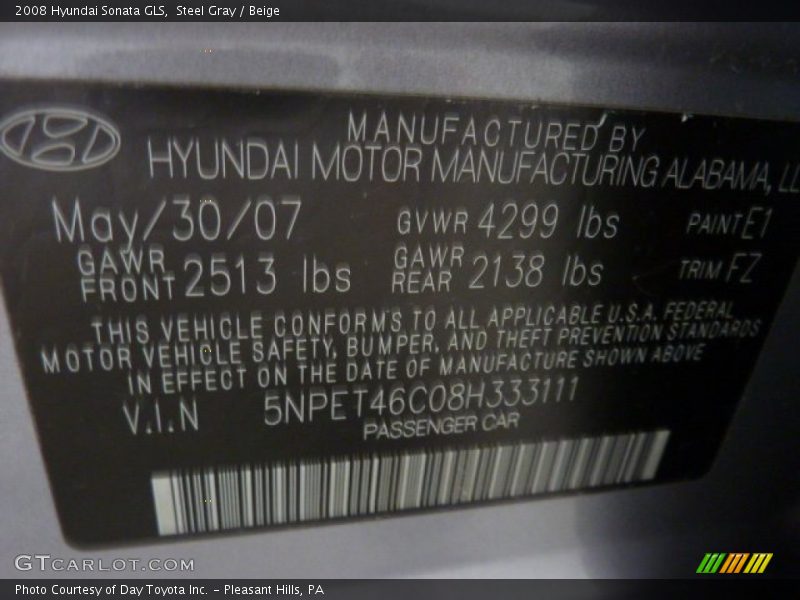 2008 Hyundai Sonata GLS,  Steel Gray / Beige
MANUFACTURED BY
HYUNDAI MOTOR MANUFACTURING ALABAMA, LL
May/30/07 GVWR 4299 lbs PAINT E1
GAWR FRONT 2513 lbs GAWR REAR 2138 lbs TRIM FZ
THIS VEHICLE CONFORMS TO ALL APPLICABLE U.S.A. FEDERAL
MOTOR VEHICLE SAFETY, BUMPER, AND THEFT PREVENTION STANDARDS
IN EFFECT ON THE DATE OF MANUFACTURE SHOWN ABOVE
V.I.N 5NPET46C08H333111
PASSENGER CAR
GTCARLOT.COM
Photo Courtesy of Day Toyota Inc. - Pleasant Hills, PA